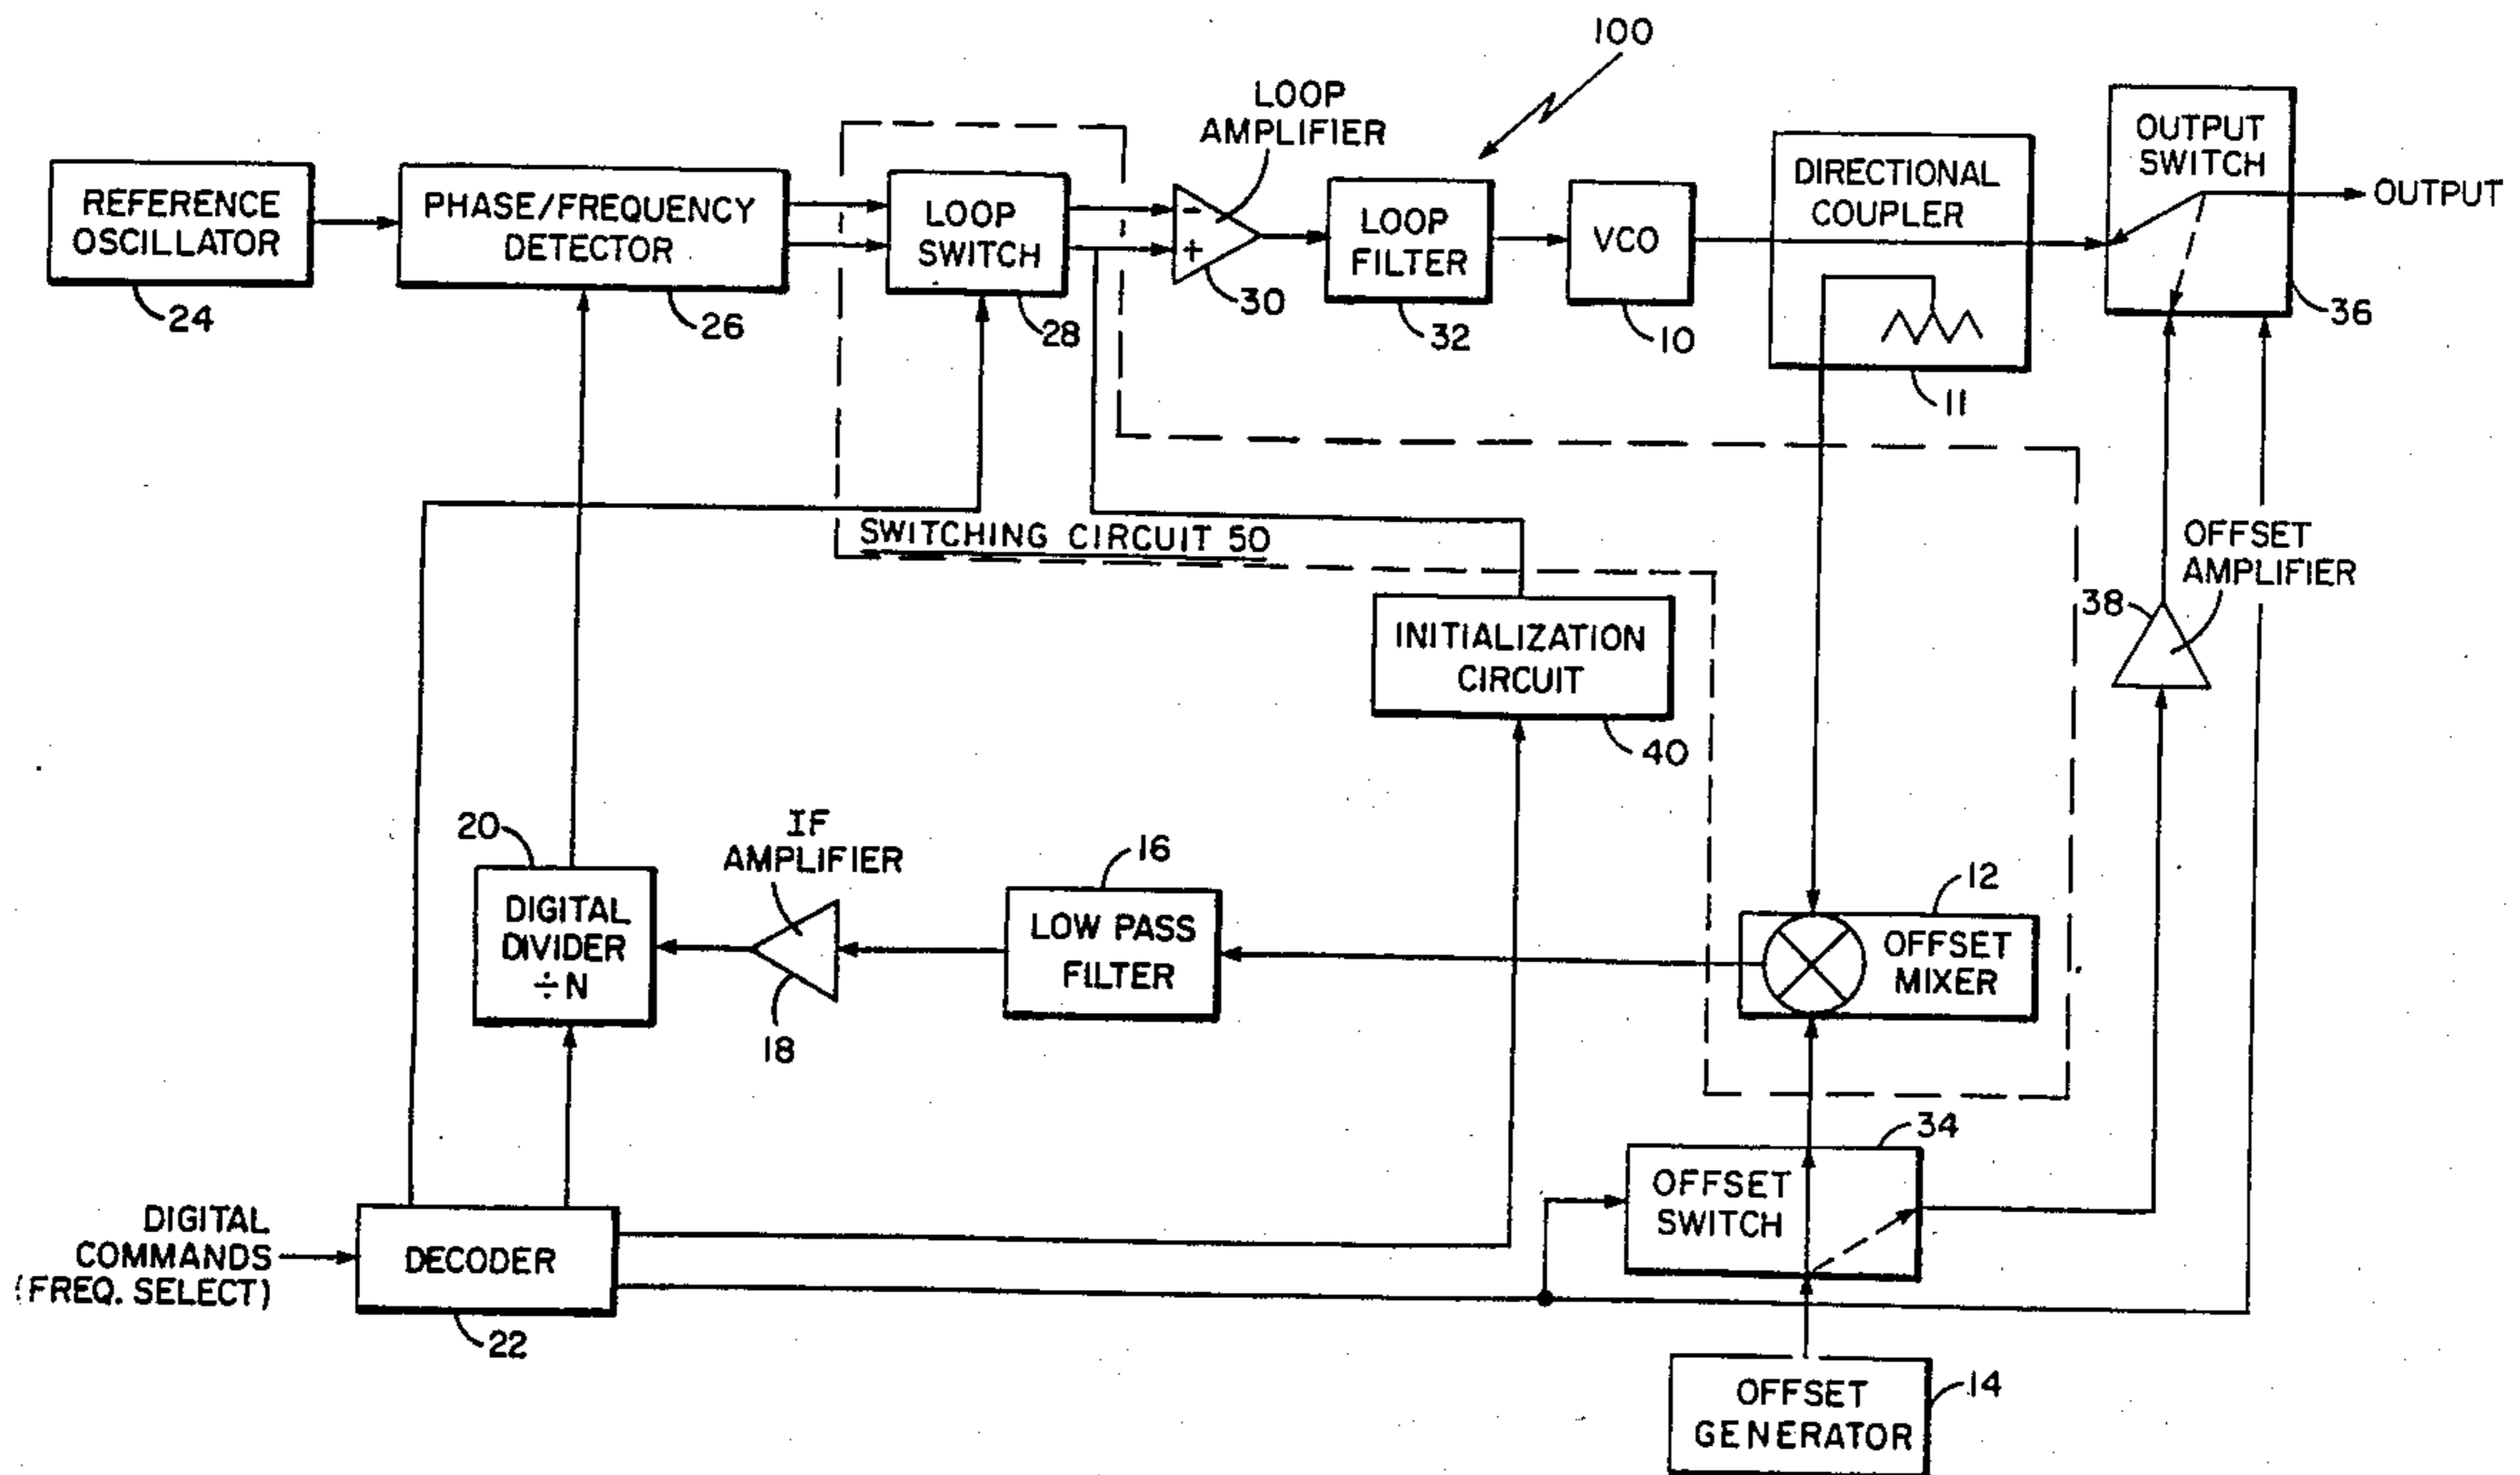 100
LOOP
AMPLIFIER
OUTPUT
SWITCH
OUTPUT
REFERENCE
OSCILLATOR
24
PHASE/FREQUENCY
DETECTOR
26
LOOP
SWITCH
28
-
+
30
LOOP
FILTER
32
VCO
10
DIRECTIONAL
COUPLER
11
36
SWITCHING CIRCUIT 50
OFFSET
AMPLIFIER
38
INITIALIZATION
CIRCUIT
40
20
DIGITAL
DIVIDER
÷N
IF
AMPLIFIER
18
16
LOW PASS
FILTER
12
OFFSET
MIXER
34
OFFSET
SWITCH
DIGITAL
COMMANDS
(FREQ. SELECT)
DECODER
22
14
OFFSET
GENERATOR